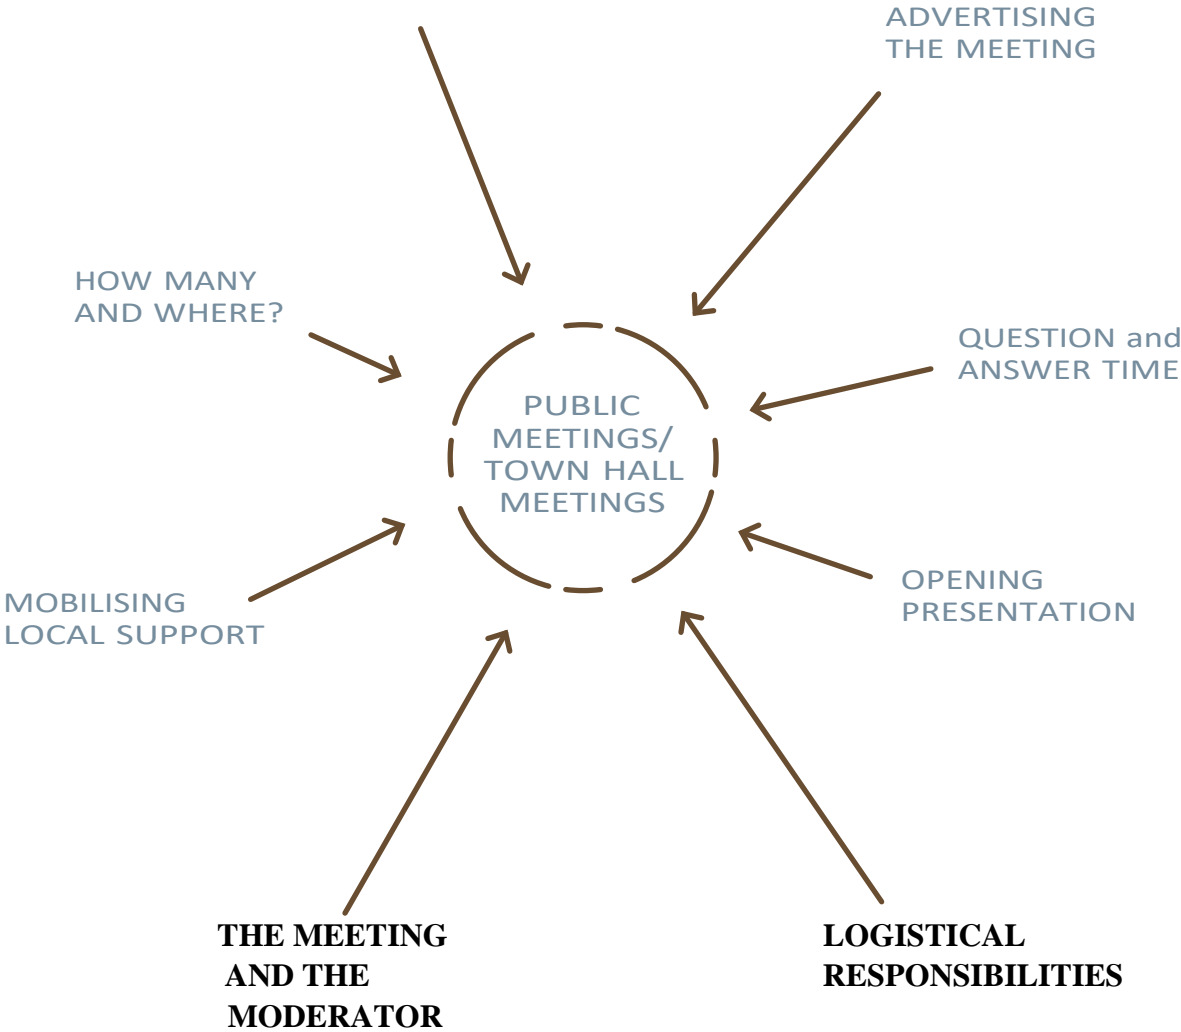 ADVERTISING
THE MEETING
HOW MANY
AND WHERE?
QUESTION and
ANSWER TIME
PUBLIC
MEETINGS/
TOWN HALL
MEETINGS
OPENING
PRESENTATION
MOBILISING
LOCAL SUPPORT
THE MEETING
AND THE
MODERATOR
LOGISTICAL
RESPONSIBILITIES